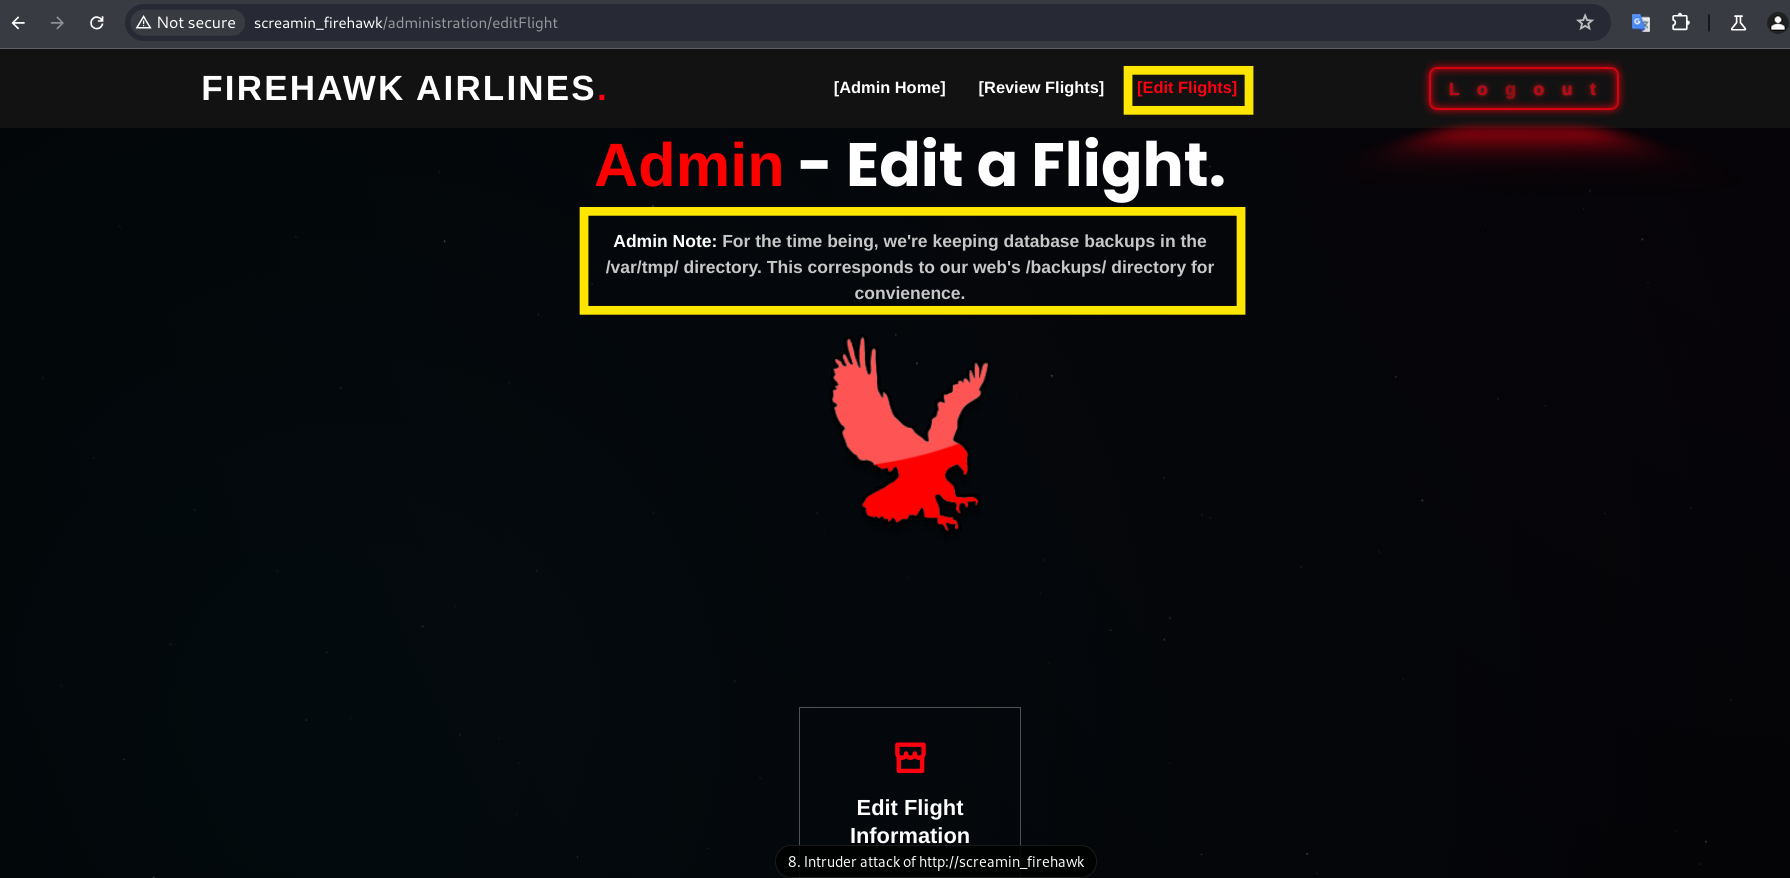 Not secure
screamin_firehawk/administration/editFlight
FIREHAWK AIRLINES.
[Admin Home]
[Review Flights]
[Edit Flights]
Logout
Admin - Edit a Flight.
Admin Note: For the time being, we're keeping database backups in the
/var/tmp/ directory. This corresponds to our web's /backups/ directory for
convienence.
Edit Flight
Information
8. Intruder attack of http://screamin_firehawk